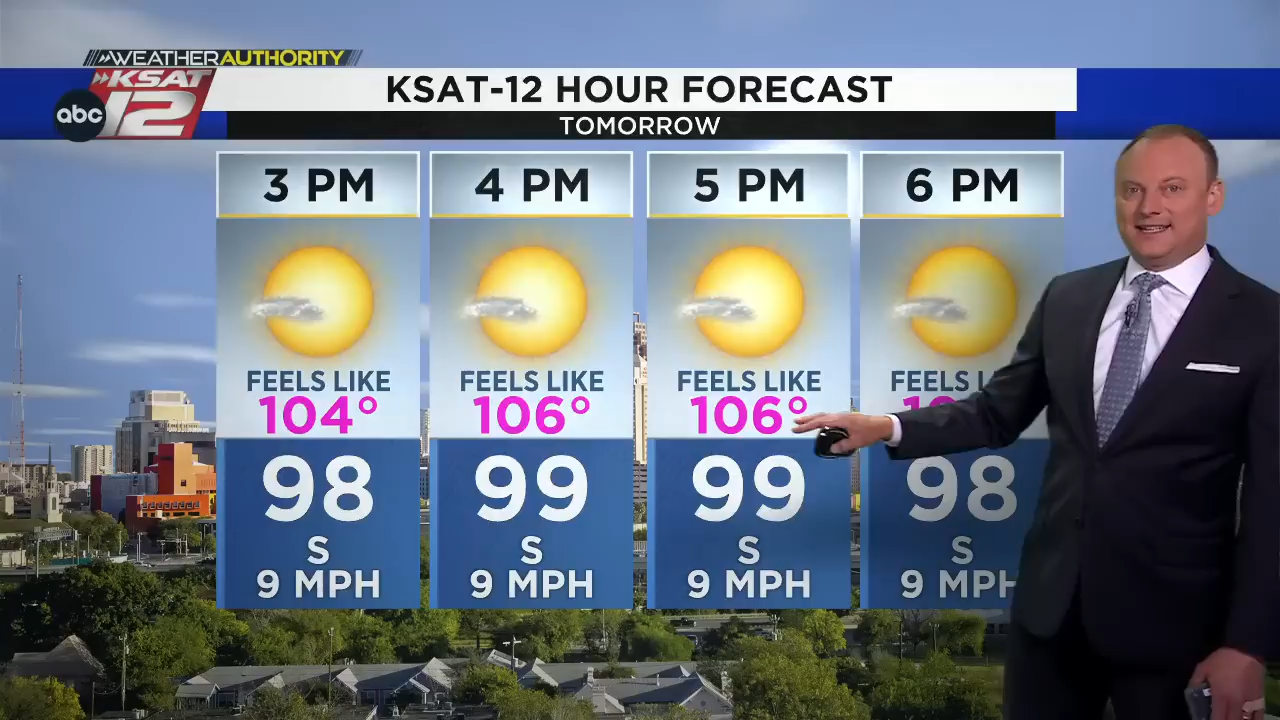 WEATHERAUTHORITY
KSAT
abc 12
KSAT-12 HOUR FORECAST
TOMORROW
3 PM 4 PM 5 PM 6 PM
FEELS LIKE FEELS LIKE FEELS LIKE FEELS
104° 106° 106°
98 99 99 98
S S S S
9 MPH 9 MPH 9 MPH 9 MPH